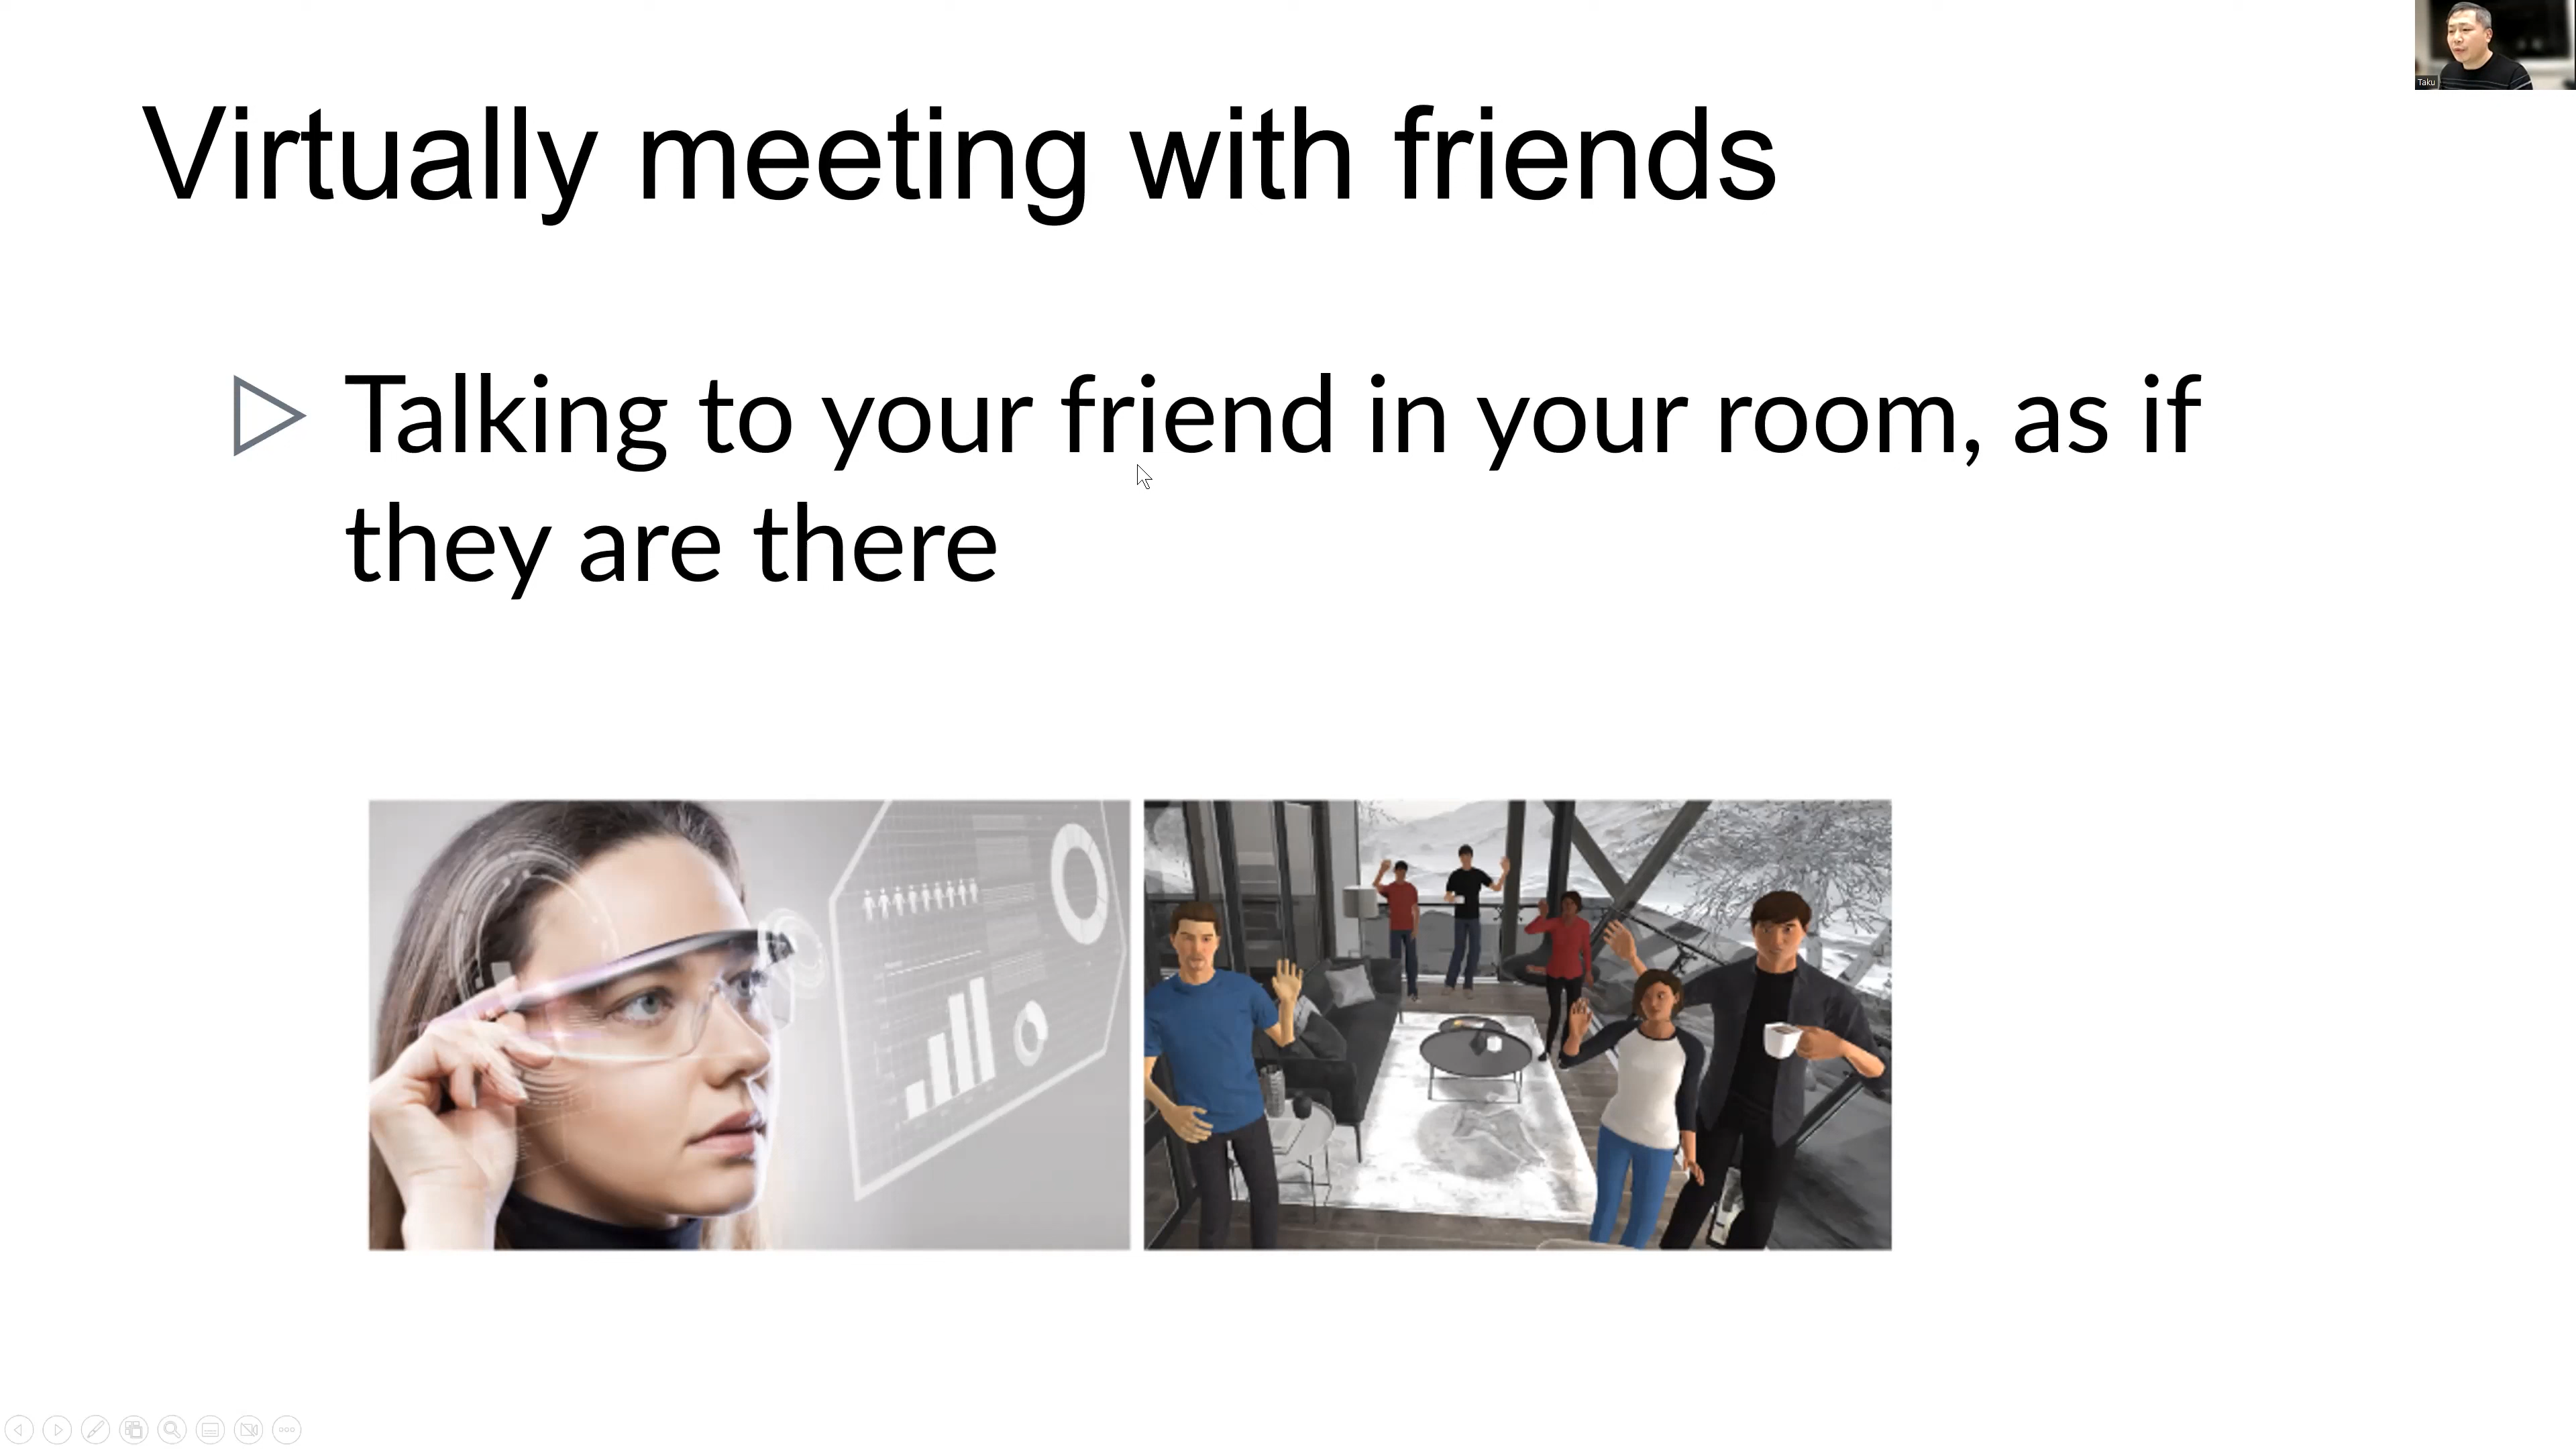 Taku
Virtually meeting with friends
Talking to your friend in your room, as if
they are there